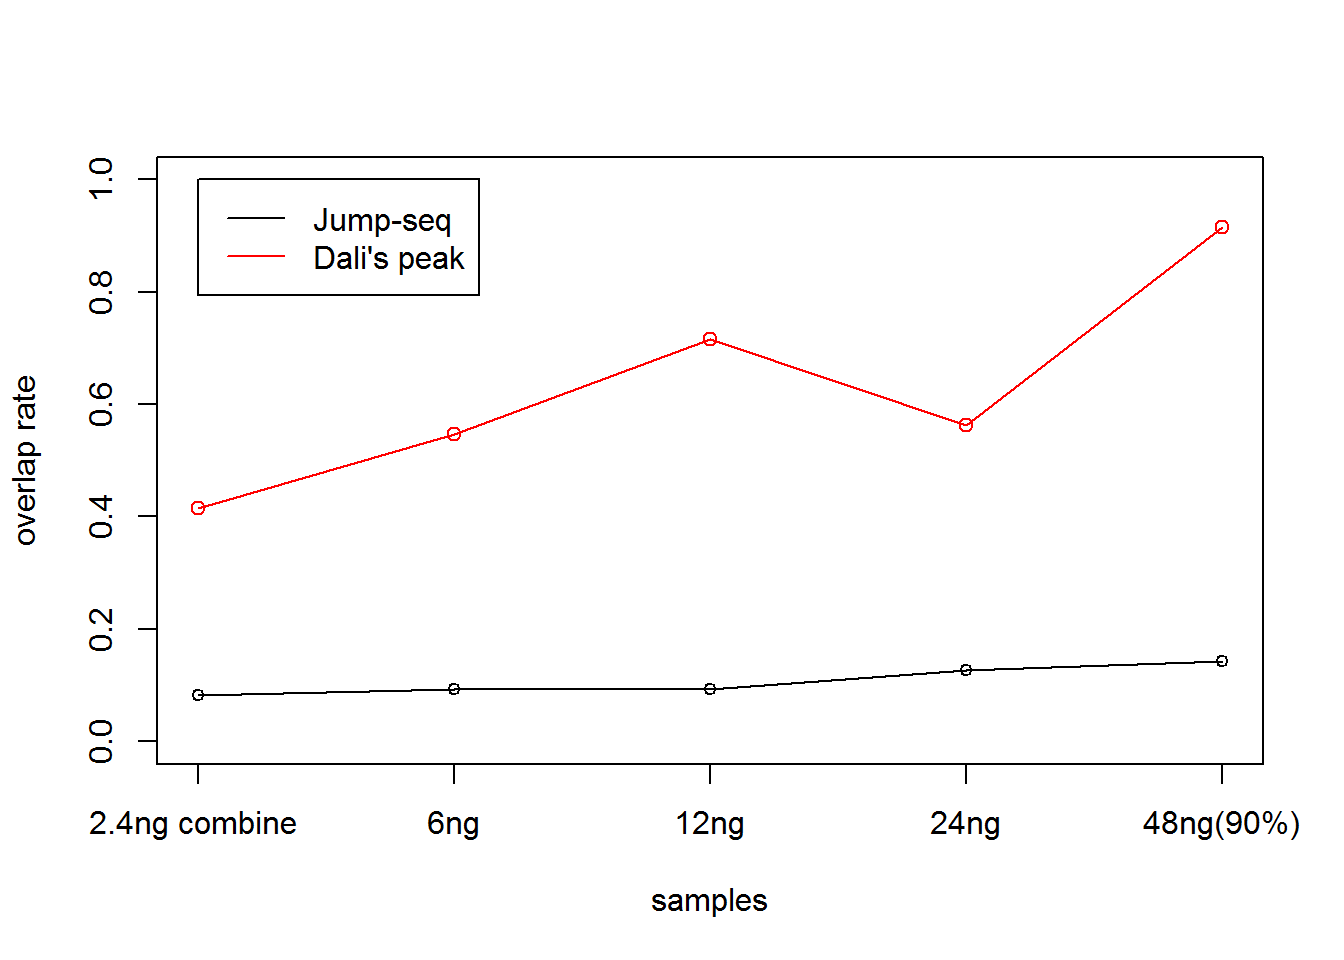 Jump-seq
Dali's peak
overlap rate
1.0
0.8
0.6
0.4
0.2
0.0
2.4ng combine 6ng 12ng 24ng 48ng(90%)
samples